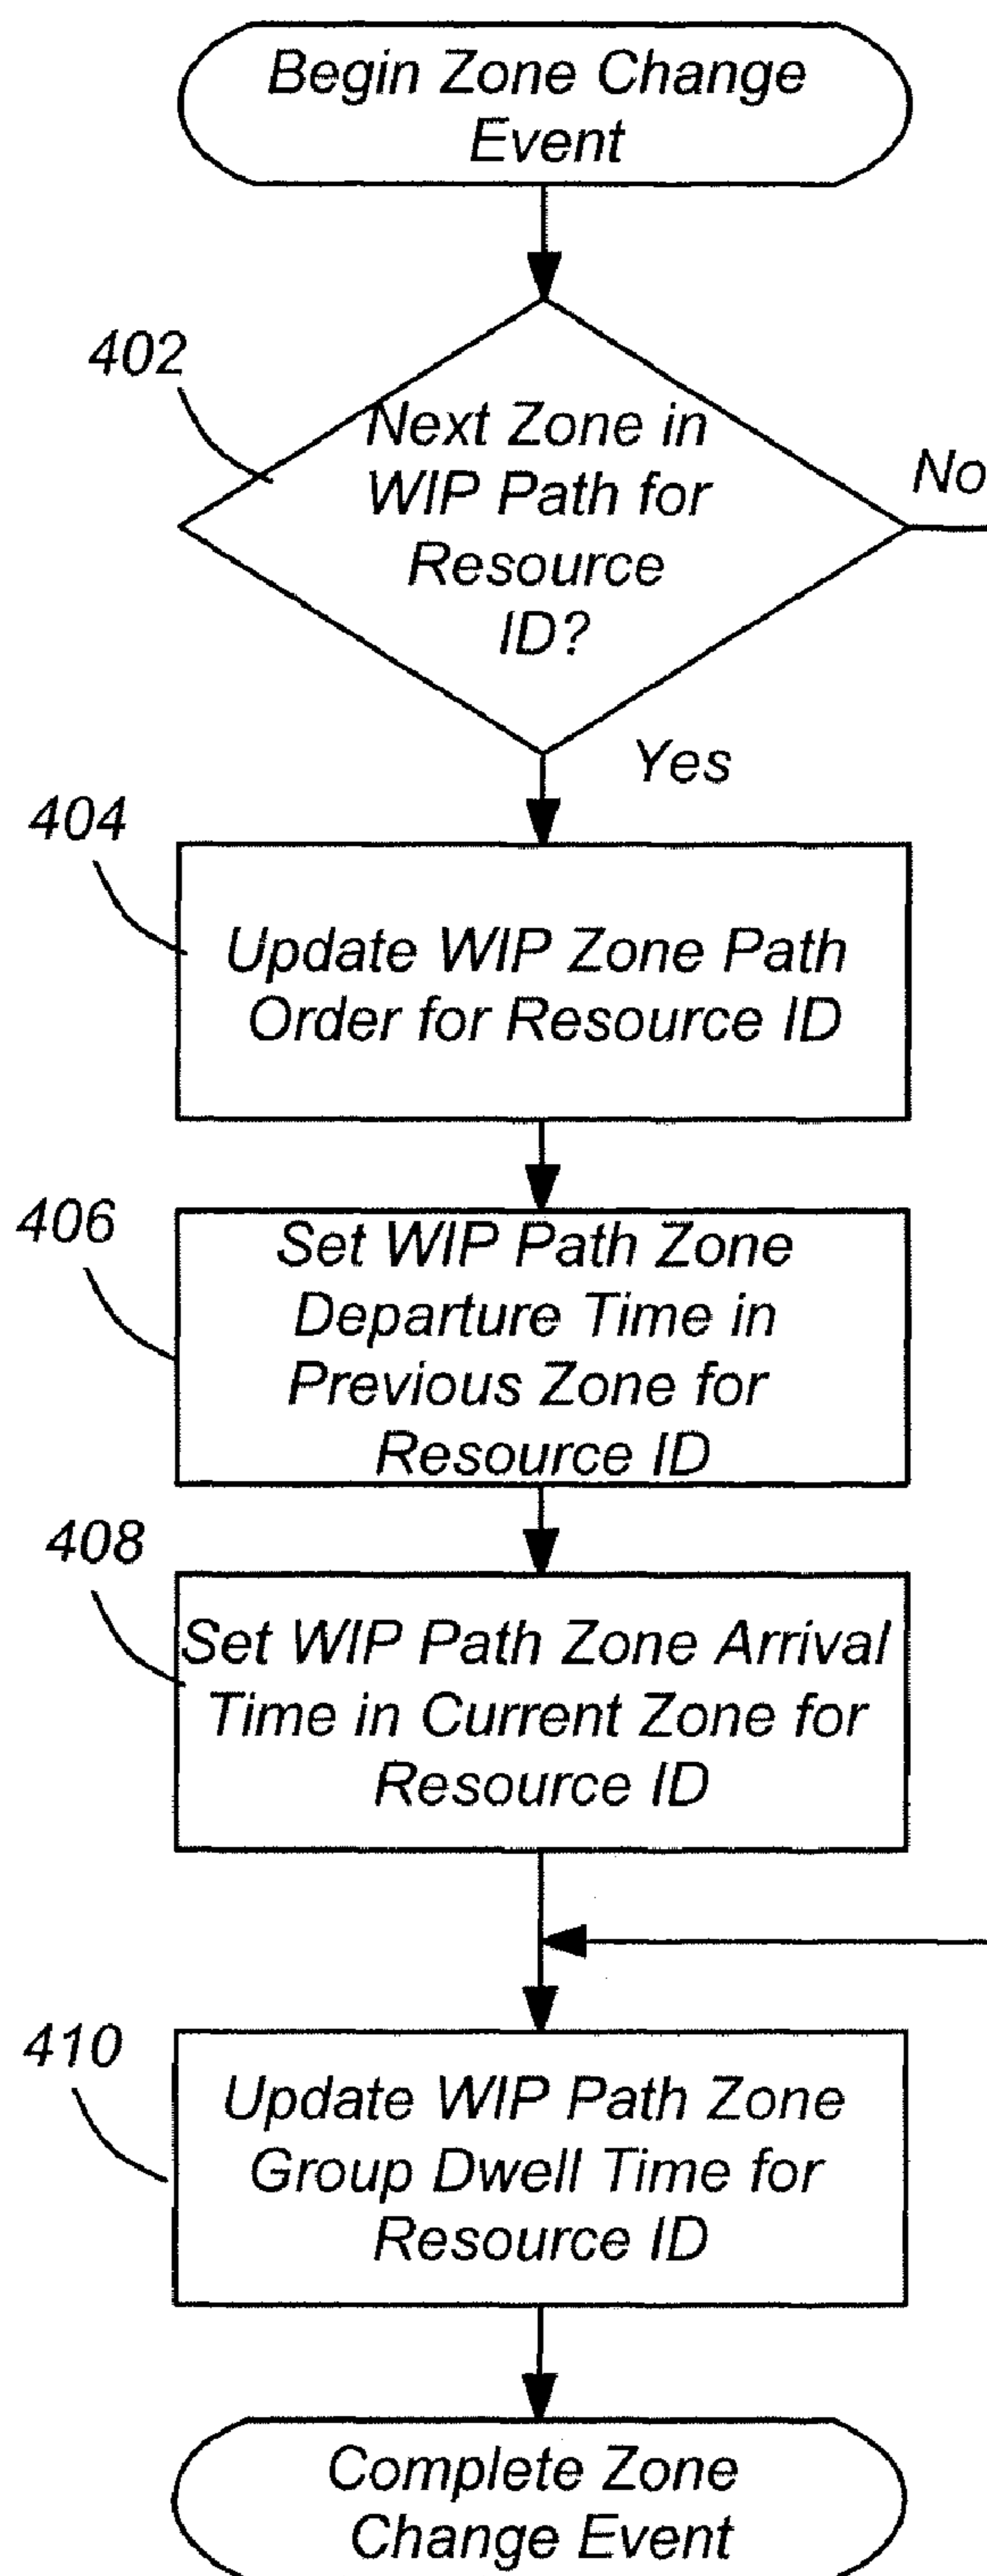 Begin Zone Change
Event
402
Next Zone in
WIP Path for
Resource
ID?
No
Yes
404
Update WIP Zone Path
Order for Resource ID
406
Set WIP Path Zone
Departure Time in
Previous Zone for
Resource ID
408
Set WIP Path Zone Arrival
Time in Current Zone for
Resource ID
410
Update WIP Path Zone
Group Dwell Time for
Resource ID
Complete Zone
Change Event